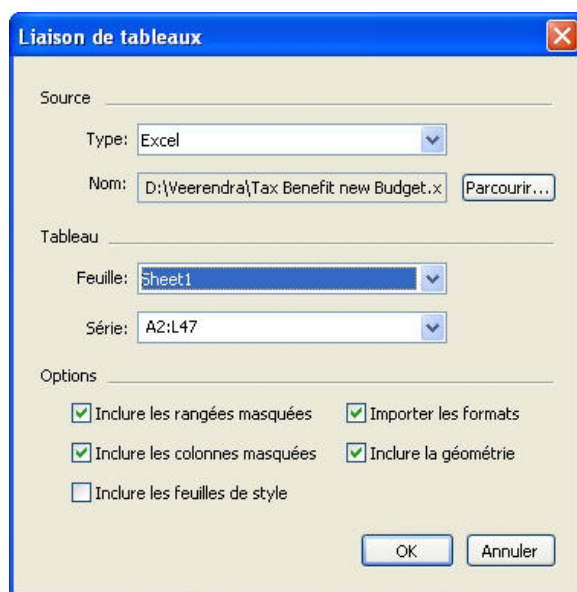 Liaison de tableaux
Source
Type: Excel
Nom: D:\Veerendra\Tax Benefit new Budget.x Parcourir...
Tableau
Feuille: Sheet1
Série: A2:L47
Options
Inclure les rangées masquées Importer les formats
Inclure les colonnes masquées Inclure la géométrie
Inclure les feuilles de style
OK Annuler